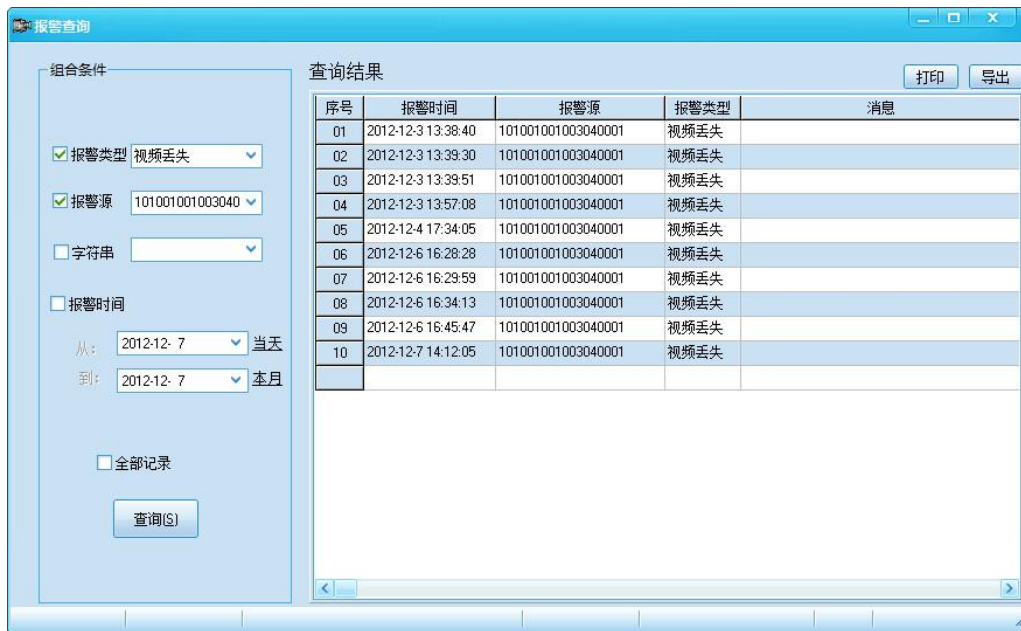 报警查询
组合条件
报警类型 视频丢失
报警源 101001001003040
字符串
报警时间
从: 2012-12- 7 当天
到: 2012-12- 7 本月
全部记录
查询(S)
查询结果
打印 导出
序号 报警时间 报警源 报警类型 消息
01 2012-12-3 13:38:40 101001001003040001 视频丢失
02 2012-12-3 13:39:30 101001001003040001 视频丢失
03 2012-12-3 13:39:51 101001001003040001 视频丢失
04 2012-12-3 13:57:08 101001001003040001 视频丢失
05 2012-12-4 17:34:05 101001001003040001 视频丢失
06 2012-12-6 16:28:28 101001001003040001 视频丢失
07 2012-12-6 16:29:59 101001001003040001 视频丢失
08 2012-12-6 16:34:13 101001001003040001 视频丢失
09 2012-12-6 16:45:47 101001001003040001 视频丢失
10 2012-12-7 14:12:05 101001001003040001 视频丢失